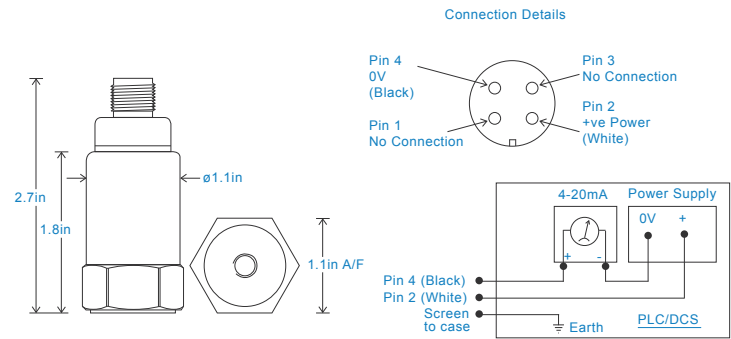 Connection Details
Pin 4
0V
(Black)
Pin 3
No Connection
Pin 1
No Connection
Pin 2
+ve Power
(White)
2.7in
1.8in
ø1.1in
1.1in A/F
4-20mA
Power Supply
0V +
+ -
Pin 4 (Black)
Pin 2 (White)
Screen
to case
Earth
PLC/DCS